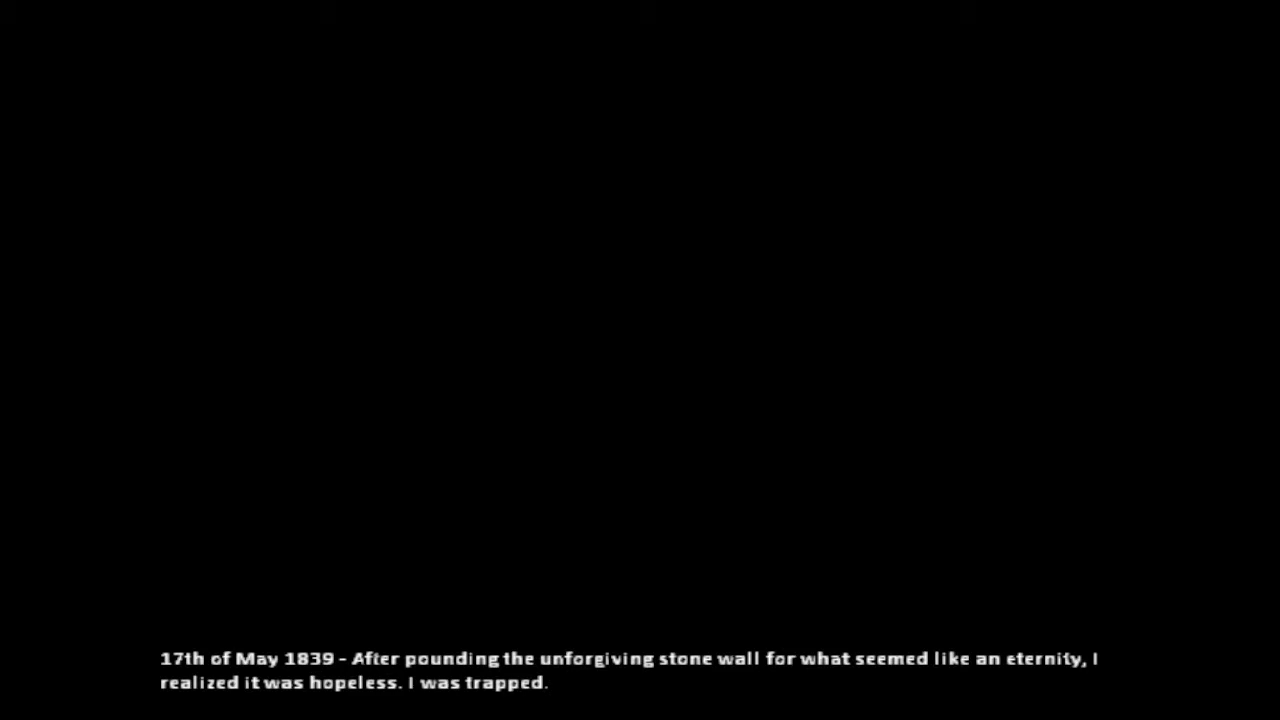 17th of May 1839 - After pounding the unforgiving stone wall for what seemed like an eternity, I
realized it was hopeless. I was trapped.